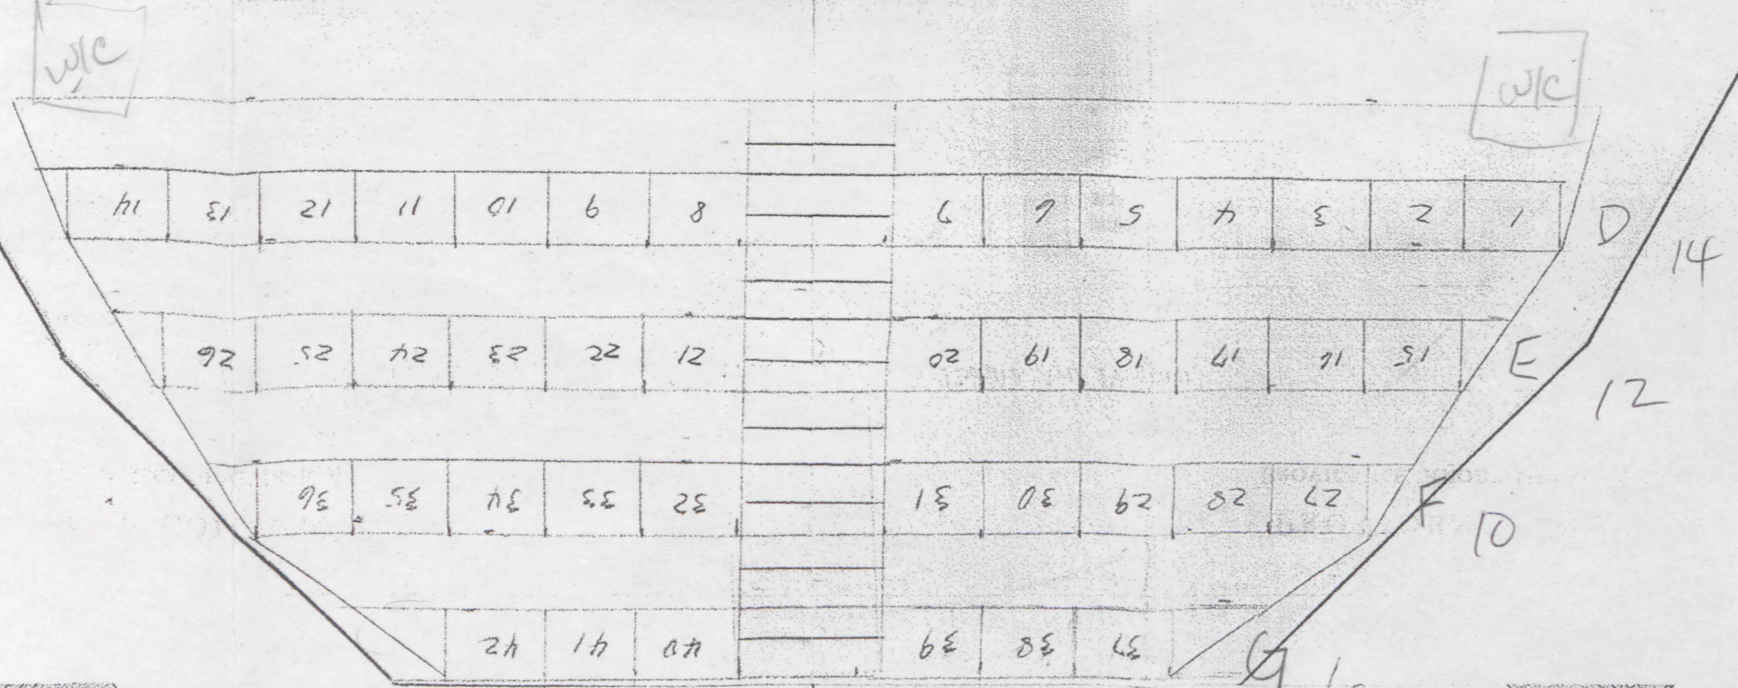 W/C W/C
14 13 12 11 10 9 8 7 6 5 4 3 2 1 D
14
26 25 24 23 22 21 20 19 18 17 16 15 E
12
36 35 34 33 32 31 30 29 28 27 F
10
42 41 40 39 38 37 G